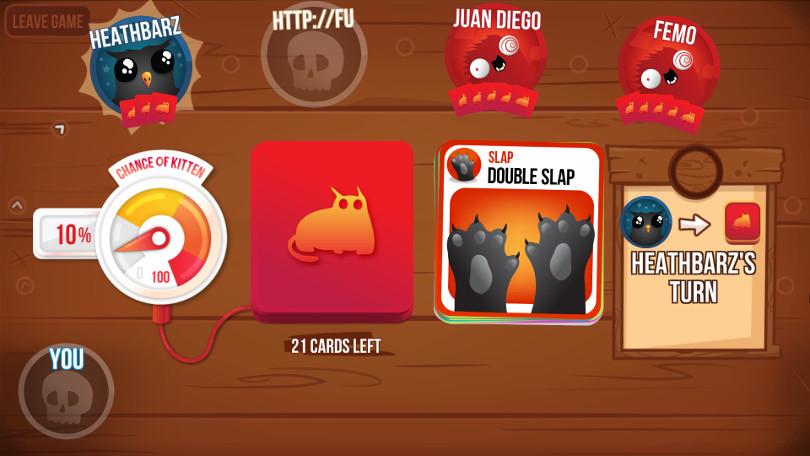 LEAVE GAME
HEATHBARZ
HTTP://FU
JUAN DIEGO
FEMO
CHANCE OF KITTEN
10%
0
100
SLAP
DOUBLE SLAP
HEATHBARZ'S
TURN
21 CARDS LEFT
YOU